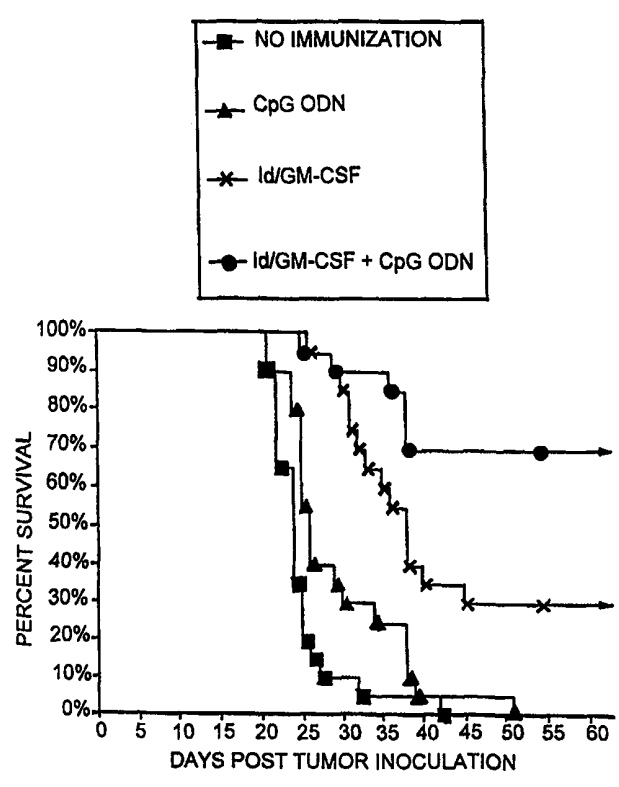 NO IMMUNIZATION
CpG ODN
Id/GM-CSF
Id/GM-CSF + CpG ODN
100%
90%
80%
70%
60%
50%
40%
30%
20%
10%
0%
PERCENT SURVIVAL
0 5 10 15 20 25 30 35 40 45 50 55 60
DAYS POST TUMOR INOCULATION